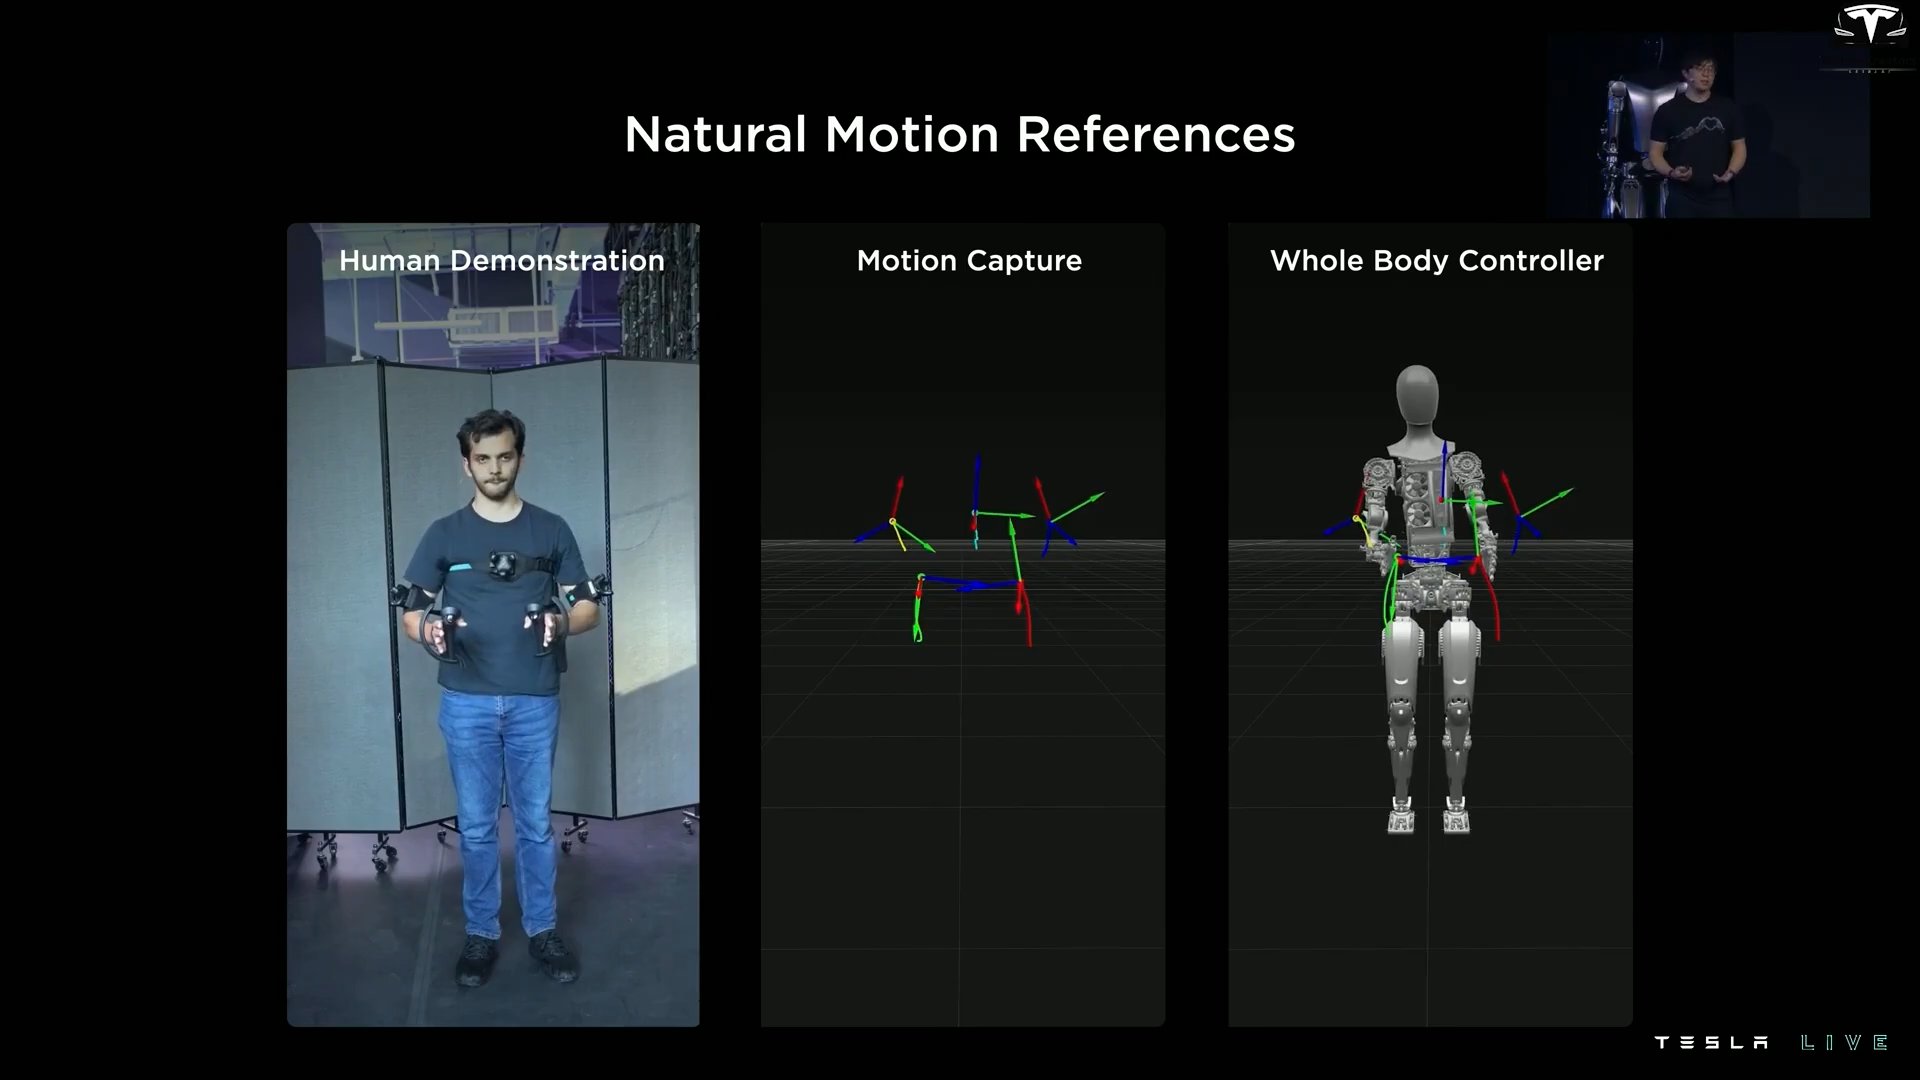 Natural Motion References
Human Demonstration
Motion Capture
Whole Body Controller
TESLA LIVE